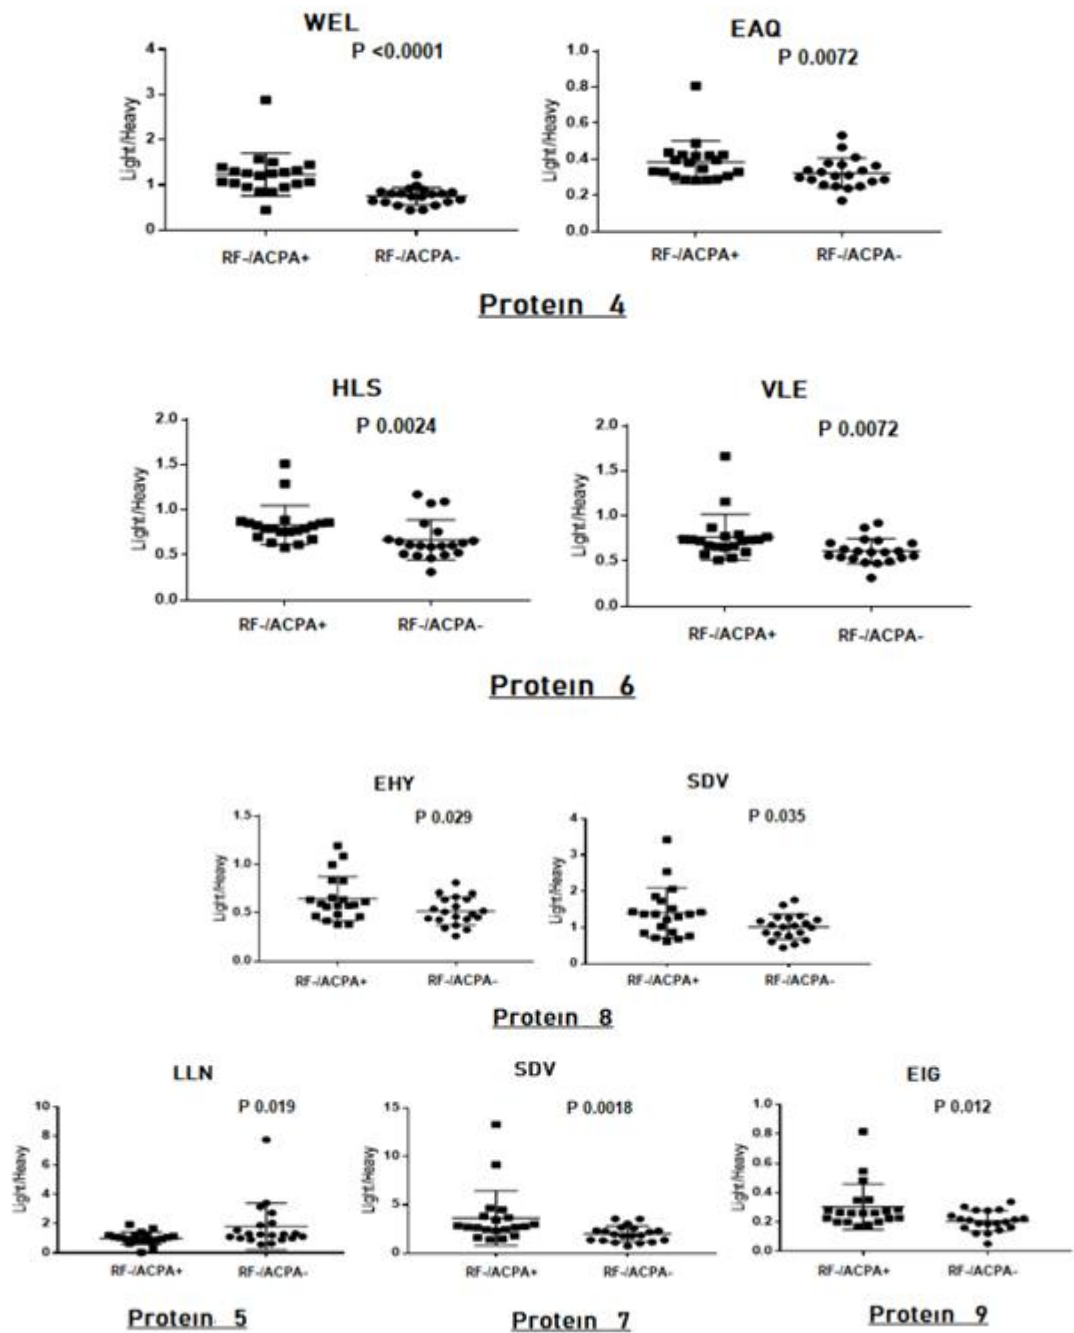 WEL
P <0.0001
4
3
2
1
0
Light/Heavy
RF-/ACPA+ RF-/ACPA-
EAQ
P 0.0072
1.0
0.8
0.6
0.4
0.2
0.0
Light/Heavy
RF-/ACPA+ RF-/ACPA-
Protein 4
HLS
P 0.0024
2.0
1.5
1.0
0.5
0.0
Light/Heavy
RF-/ACPA+ RF-/ACPA-
VLE
P 0.0072
2.0
1.5
1.0
0.5
0.0
Light/Heavy
RF-/ACPA+ RF-/ACPA-
Protein 6
EHY
P 0.029
1.5
1.0
0.5
0.0
Light/Heavy
RF-/ACPA+ RF-/ACPA-
SDV
P 0.035
4
3
2
1
0
Light/Heavy
RF-/ACPA+ RF-/ACPA-
Protein 8
LLN
P 0.019
10
8
6
4
2
0
Light/Heavy
RF-/ACPA+ RF-/ACPA-
Protein 5
SDV
P 0.0018
15
10
5
0
Light/Heavy
RF-/ACPA+ RF-/ACPA-
Protein 7
EIG
P 0.012
1.0
0.8
0.6
0.4
0.2
0.0
Light/Heavy
RF-/ACPA+ RF-/ACPA-
Protein 9